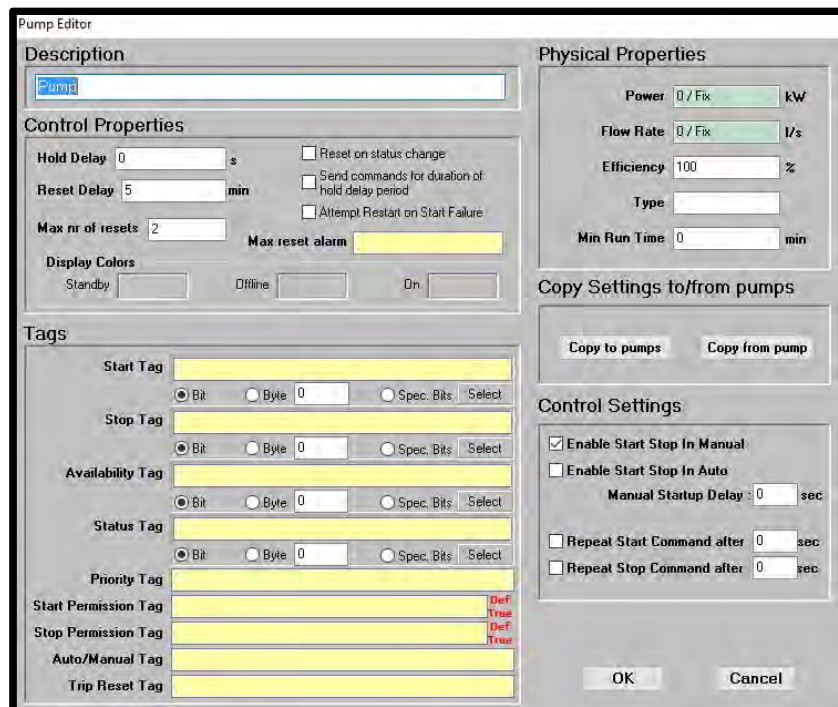 Pump Editor
Description
Pump
Control Properties
Hold Delay 0 s
Reset on status change
Send commands for duration of
hold delay period
Reset Delay 5 min
Attempt Restart on Start Failure
Max nr of resets 2
Max reset alarm
Display Colors
Standby Offline On
Tags
Start Tag
Bit Byte 0 Spec. Bits Select
Stop Tag
Bit Byte 0 Spec. Bits Select
Availability Tag
Bit Byte 0 Spec. Bits Select
Status Tag
Bit Byte 0 Spec. Bits Select
Priority Tag
Start Permission Tag Def True
Stop Permission Tag Def True
Auto/Manual Tag
Trip Reset Tag
Physical Properties
Power 0 / Fix kW
Flow Rate 0 / Fix l/s
Efficiency 100 %
Type
Min Run Time 0 min
Copy Settings to/from pumps
Copy to pumps Copy from pump
Control Settings
Enable Start Stop In Manual
Enable Start Stop In Auto
Manual Startup Delay : 0 sec
Repeat Start Command after 0 sec
Repeat Stop Command after 0 sec
OK Cancel